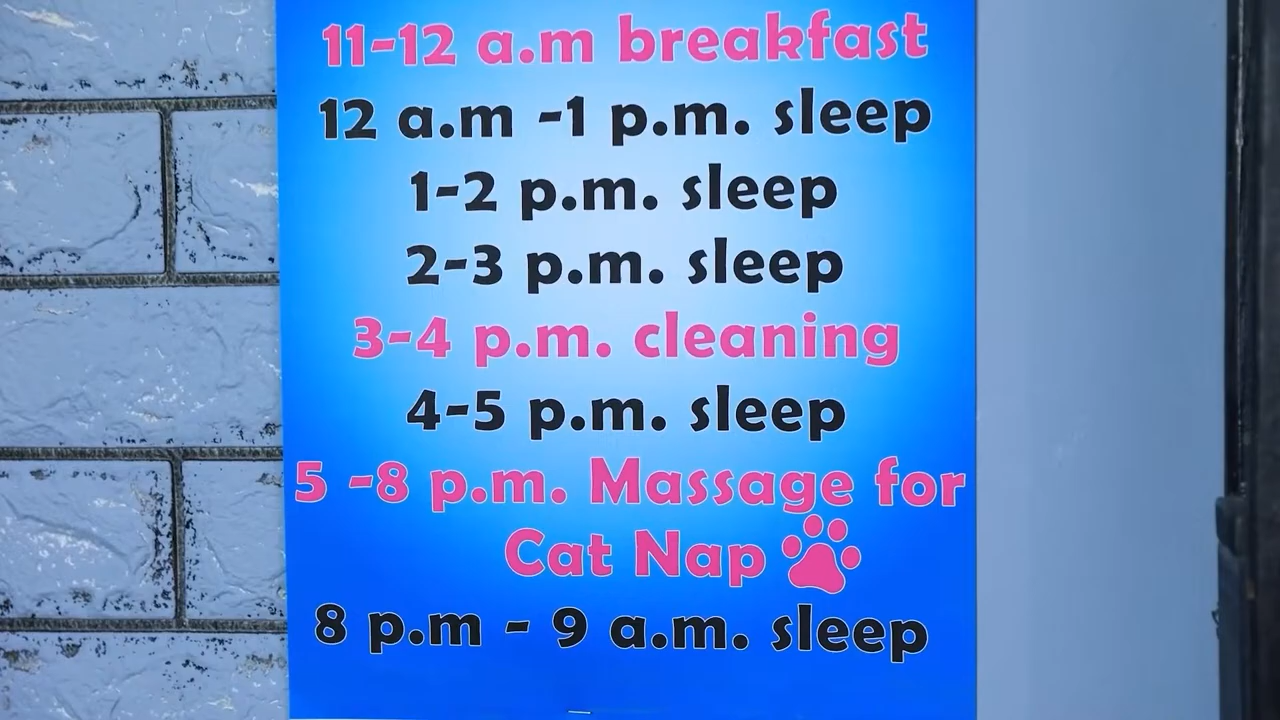 11-12 a.m breakfast
12 a.m -1 p.m. sleep
1-2 p.m. sleep
2-3 p.m. sleep
3-4 p.m. cleaning
4-5 p.m. sleep
5 -8 p.m. Massage for
Cat Nap
8 p.m - 9 a.m. sleep